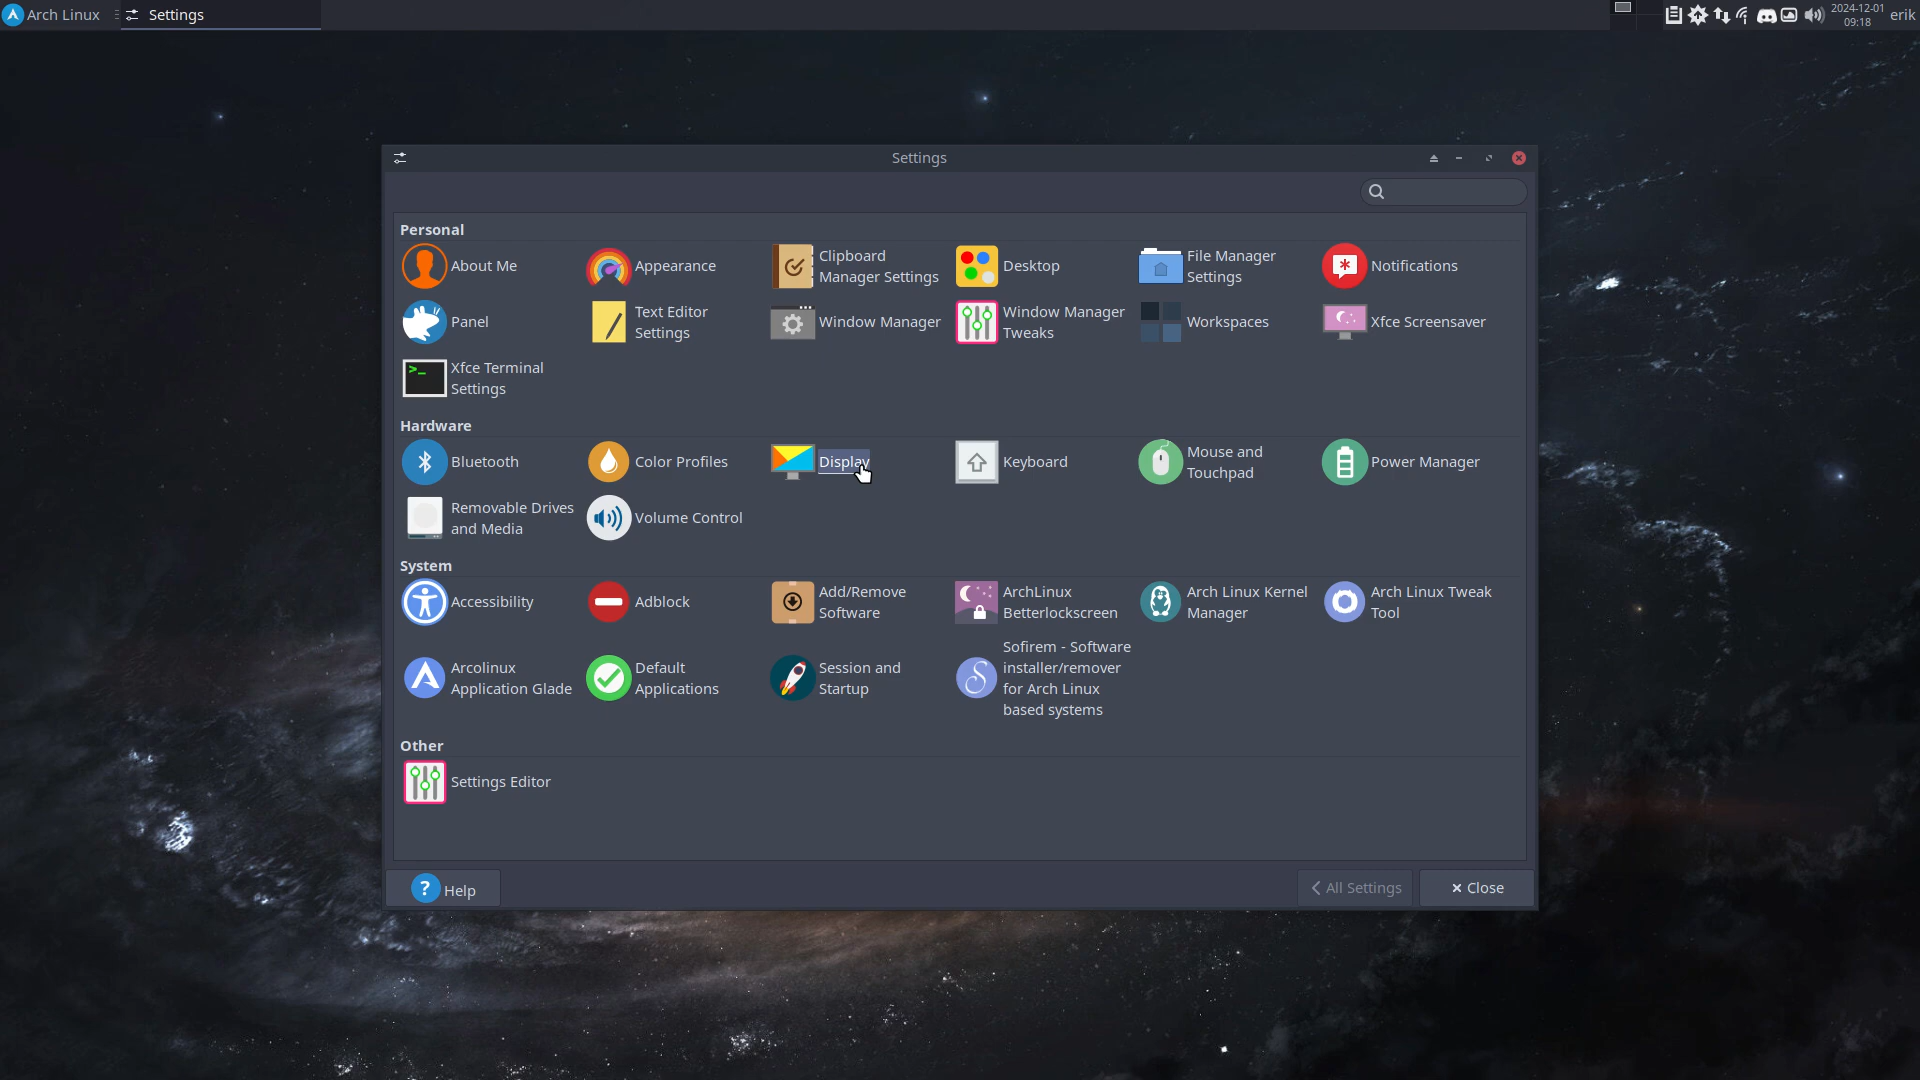 Arch Linux
Settings
2024-12-01
09:18
erik
Settings
Personal
About Me
Appearance
Clipboard
Manager Settings
Desktop
File Manager
Settings
Notifications
Panel
Text Editor
Settings
Window Manager
Window Manager
Tweaks
Workspaces
Xfce Screensaver
>_
Xfce Terminal
Settings
Hardware
Bluetooth
Color Profiles
Display
Keyboard
Mouse and
Touchpad
Power Manager
Removable Drives
and Media
Volume Control
System
Accessibility
Adblock
Add/Remove
Software
ArchLinux
Betterlockscreen
Arch Linux Kernel
Manager
Arch Linux Tweak
Tool
Arcolinux
Application Glade
Default
Applications
Session and
Startup
Sofirem - Software
installer/remover
for Arch Linux
based systems
Other
Settings Editor
? Help
All Settings
Close